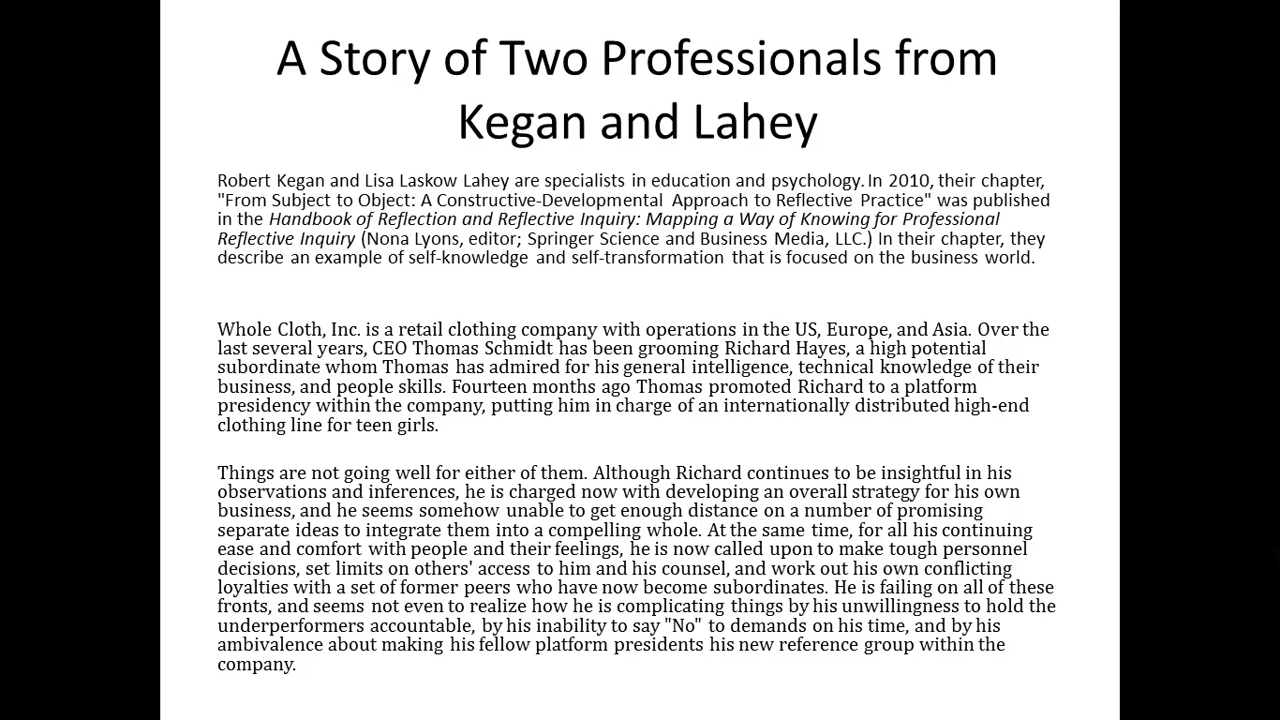 A Story of Two Professionals from
Kegan and Lahey
Robert Kegan and Lisa Laskow Lahey are specialists in education and psychology. In 2010, their chapter,
"From Subject to Object: A Constructive-Developmental Approach to Reflective Practice" was published
in the Handbook of Reflection and Reflective Inquiry: Mapping a Way of Knowing for Professional
Reflective Inquiry (Nona Lyons, editor; Springer Science and Business Media, LLC.) In their chapter, they
describe an example of self-knowledge and self-transformation that is focused on the business world.
Whole Cloth, Inc. is a retail clothing company with operations in the US, Europe, and Asia. Over the
last several years, CEO Thomas Schmidt has been grooming Richard Hayes, a high potential
subordinate whom Thomas has admired for his general intelligence, technical knowledge of their
business, and people skills. Fourteen months ago Thomas promoted Richard to a platform
presidency within the company, putting him in charge of an internationally distributed high-end
clothing line for teen girls.
Things are not going well for either of them. Although Richard continues to be insightful in his
observations and inferences, he is charged now with developing an overall strategy for his own
business, and he seems somehow unable to get enough distance on a number of promising
separate ideas to integrate them into a compelling whole. At the same time, for all his continuing
ease and comfort with people and their feelings, he is now called upon to make tough personnel
decisions, set limits on others' access to him and his counsel, and work out his own conflicting
loyalties with a set of former peers who have now become subordinates. He is failing on all of these
fronts, and seems not even to realize how he is complicating things by his unwillingness to hold the
underperformers accountable, by his inability to say "No" to demands on his time, and by his
ambivalence about making his fellow platform presidents his new reference group within the
company.